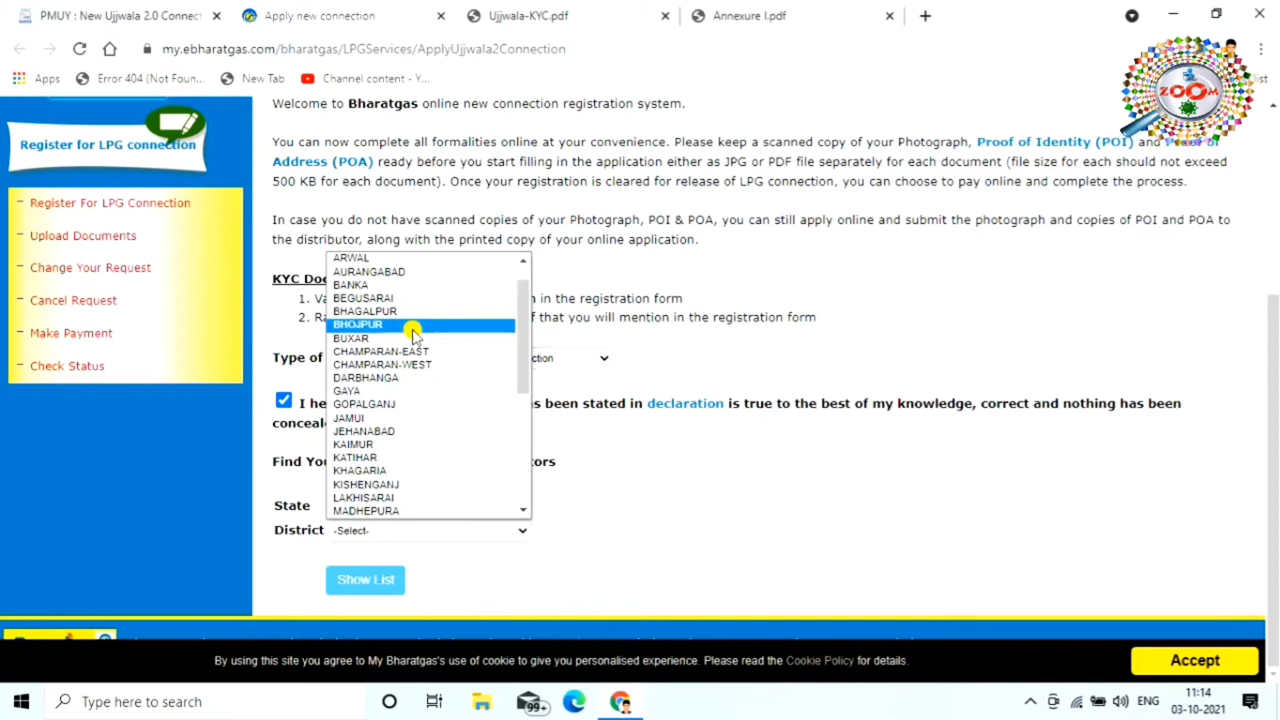 PMUY : New Ujjwala 2.0 Connect
Apply new connection
Ujjwala-KYC.pdf
Annexure I.pdf
my.ebharatgas.com/bharatgas/LPGServices/ApplyUjjwala2Connection
Apps
Error 404 (Not Foun...
New Tab
Channel content - Y...
list
ZOOM
Register for LPG connection
Register For LPG Connection
Upload Documents
Change Your Request
Cancel Request
Make Payment
Check Status
Welcome to Bharatgas online new connection registration system.
You can now complete all formalities online at your convenience. Please keep a scanned copy of your Photograph, Proof of Identity (POI) and Proof of
Address (POA) ready before you start filling in the application either as JPG or PDF file separately for each document (file size for each should not exceed
500 KB for each document). Once your registration is cleared for release of LPG connection, you can choose to pay online and complete the process.
In case you do not have scanned copies of your Photograph, POI & POA, you can still apply online and submit the photograph and copies of POI and POA to
the distributor, along with the printed copy of your online application.
KYC Do
1. Va
n in the registration form
2. Ra
f that you will mention in the registration form
Type of
ction
I he
s been stated in declaration is true to the best of my knowledge, correct and nothing has been
conceal
Find You
tors
State
ARWAL
AURANGABAD
BANKA
BEGUSARAI
BHAGALPUR
BHOJPUR
BUXAR
CHAMPARAN-EAST
CHAMPARAN-WEST
DARBHANGA
GAYA
GOPALGANJ
JAMUI
JEHANABAD
KAIMUR
KATIHAR
KHAGARIA
KISHENGANJ
LAKHISARAI
MADHEPURA
District -Select-
Show List
By using this site you agree to My Bharatgas's use of cookie to give you personalised experience. Please read the Cookie Policy for details.
Accept
Type here to search
99+
ENG
11:14
03-10-2021